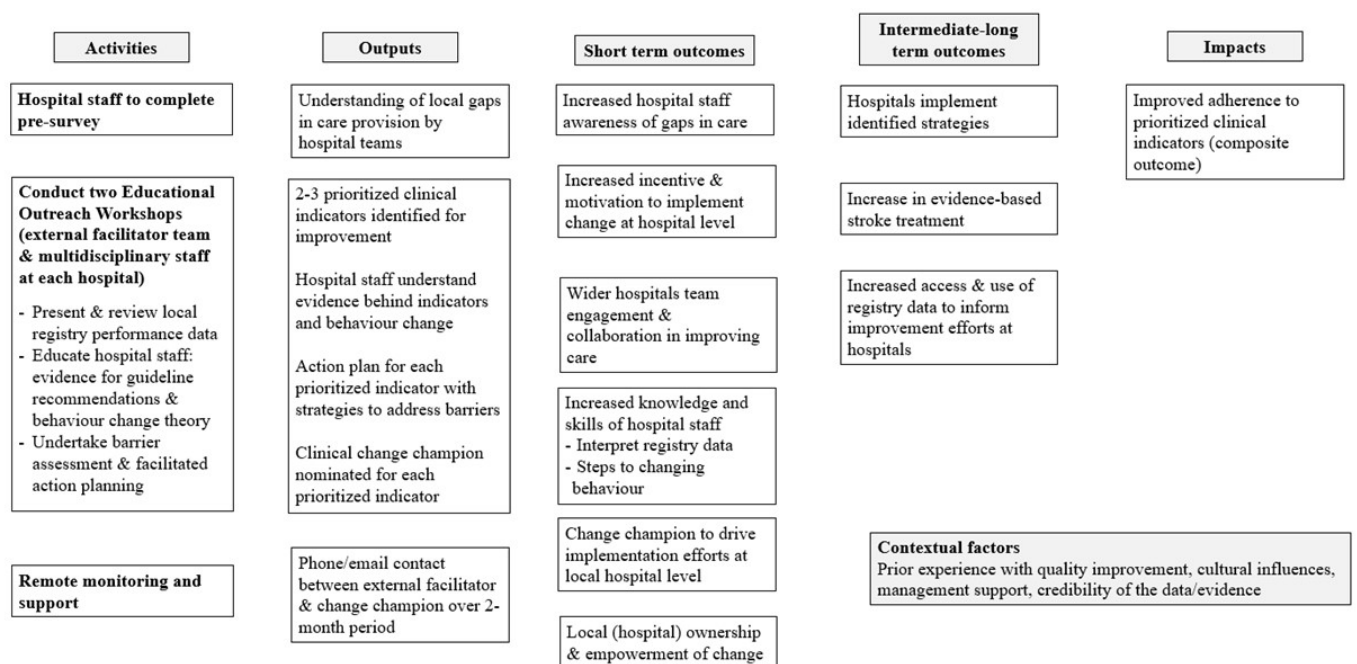 Activities
Hospital staff to complete
pre-survey
Conduct two Educational
Outreach Workshops
(external facilitator team
& multidisciplinary staff
at each hospital)
- Present & review local
registry performance data
- Educate hospital staff:
evidence for guideline
recommendations &
behaviour change theory
- Undertake barrier
assessment & facilitated
action planning
Remote monitoring and
support
Outputs
Understanding of local gaps
in care provision by
hospital teams
2-3 prioritized clinical
indicators identified for
improvement
Hospital staff understand
evidence behind indicators
and behaviour change
Action plan for each
prioritized indicator with
strategies to address barriers
Clinical change champion
nominated for each
prioritized indicator
Phone/email contact
between external facilitator
& change champion over 2-
month period
Short term outcomes
Increased hospital staff
awareness of gaps in care
Increased incentive &
motivation to implement
change at hospital level
Wider hospitals team
engagement &
collaboration in improving
care
Increased knowledge and
skills of hospital staff
- Interpret registry data
- Steps to changing
behaviour
Change champion to drive
implementation efforts at
local hospital level
Local (hospital) ownership
& empowerment of change
Intermediate-long
term outcomes
Hospitals implement
identified strategies
Increase in evidence-based
stroke treatment
Increased access & use of
registry data to inform
improvement efforts at
hospitals
Impacts
Improved adherence to
prioritized clinical
indicators (composite
outcome)
Contextual factors
Prior experience with quality improvement, cultural influences,
management support, credibility of the data/evidence